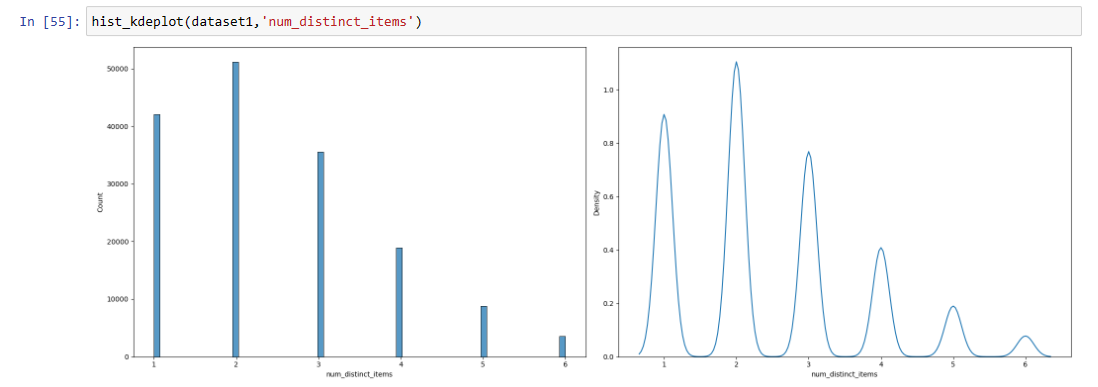 In [55]: hist_kdeplot(dataset1,'num_distinct_items')
50000
40000
30000
20000
10000
0
Count
1 2 3 4 5 6
num_distinct_items
1.0
0.8
0.6
0.4
0.2
0.0
Density
1 2 3 4 5 6
num_distinct_items